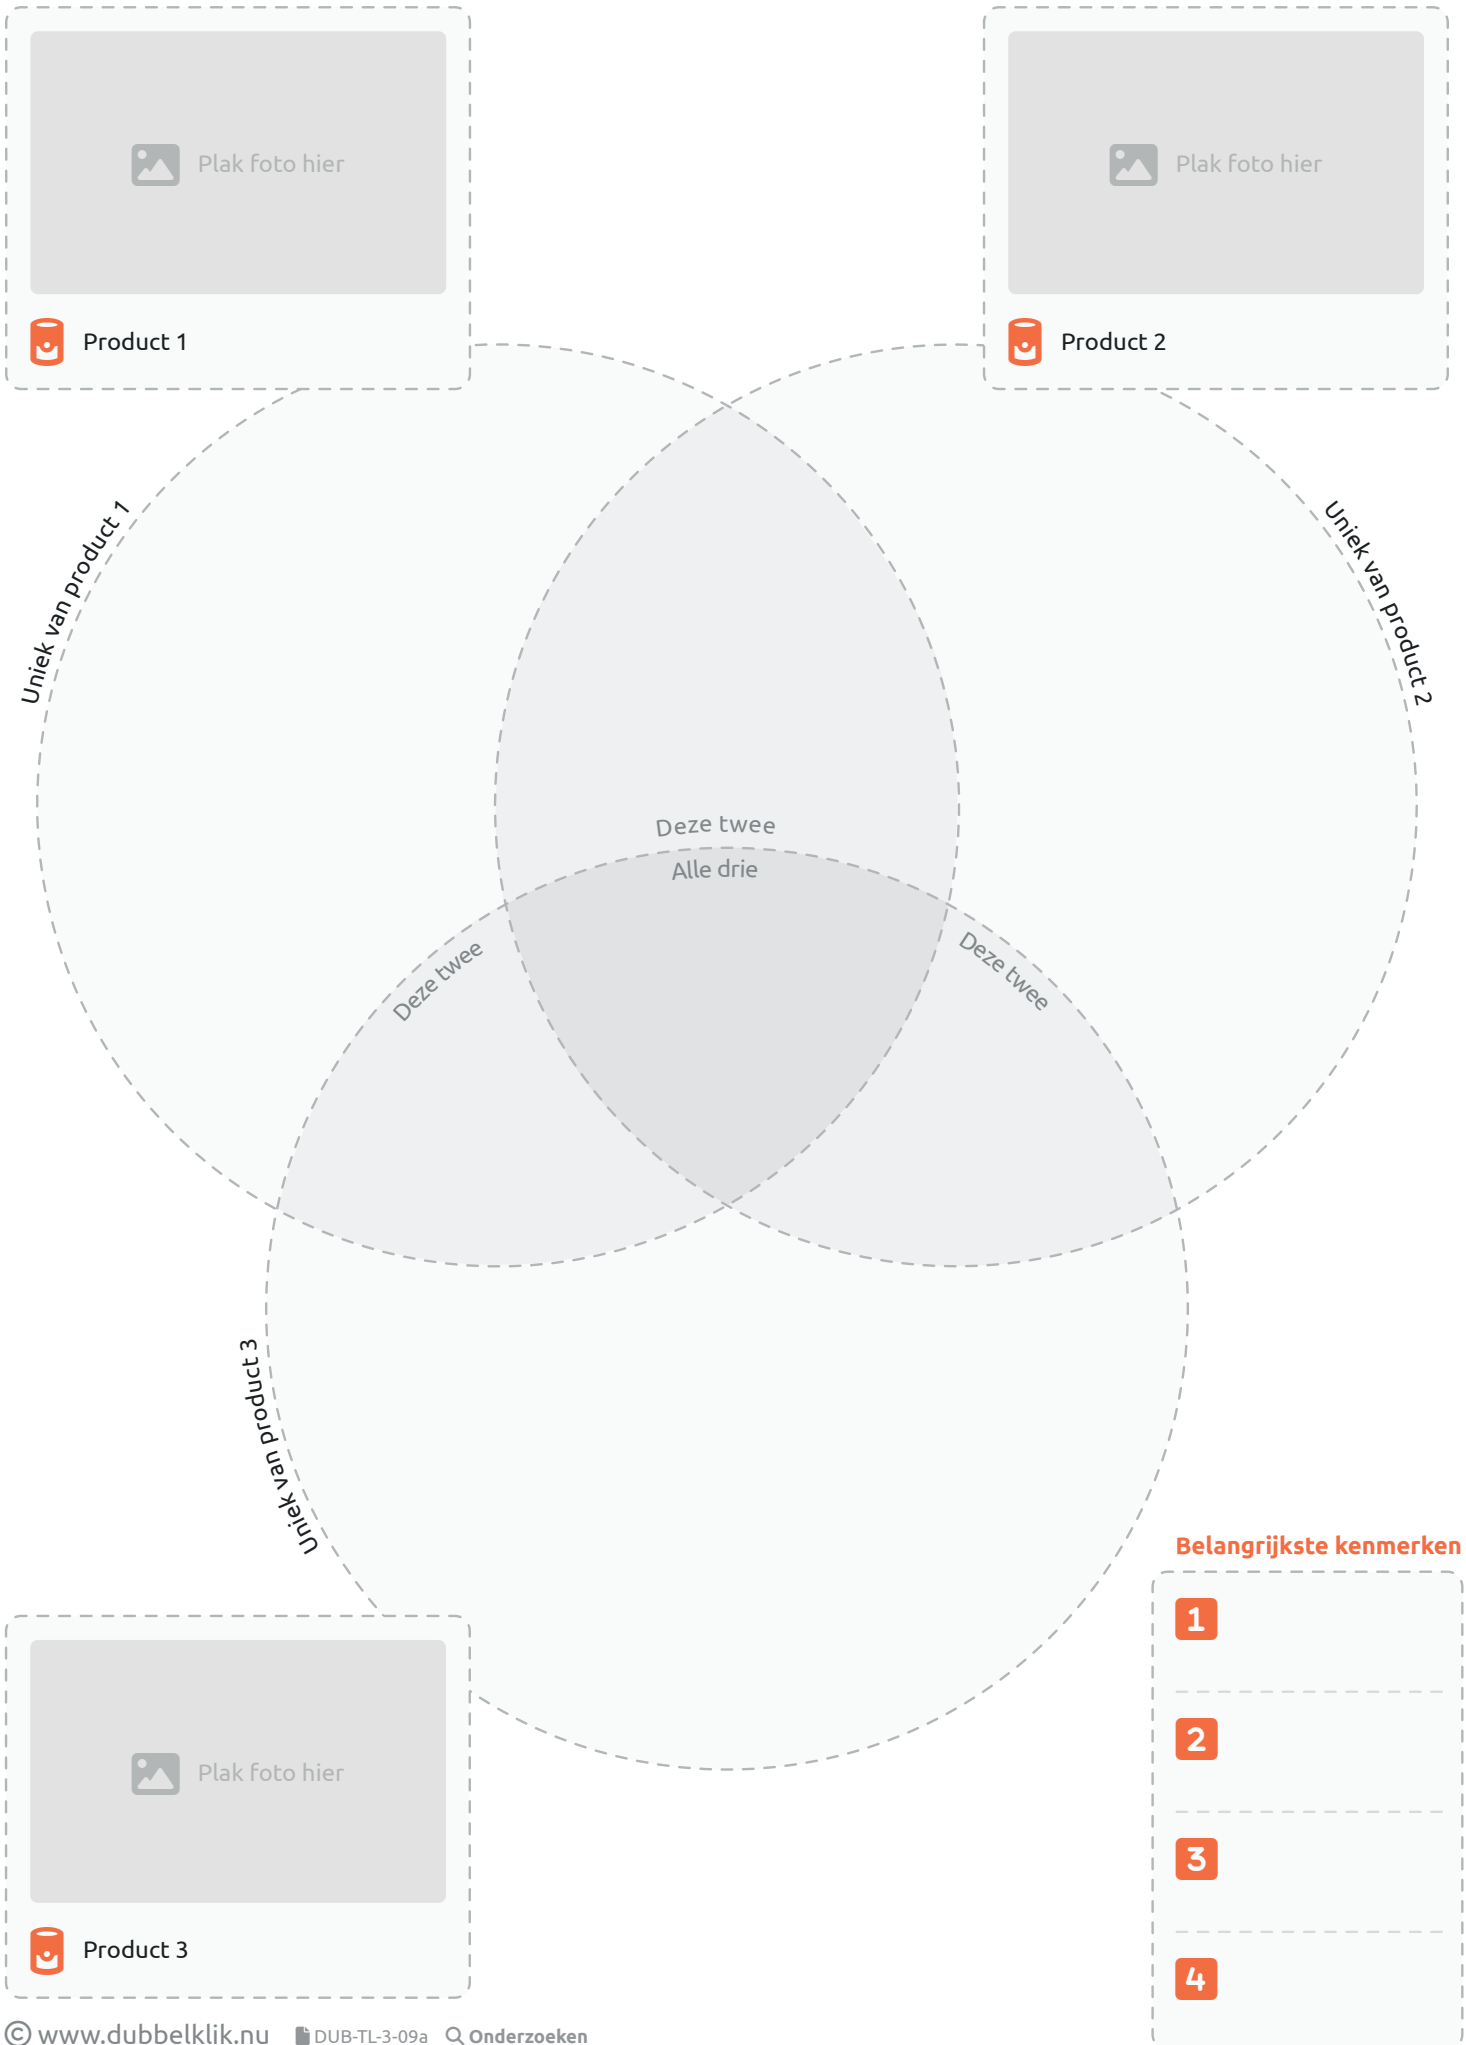 Plak foto hier
Product 1
Plak foto hier
Product 2
Uniek van product 1
Uniek van product 2
Deze twee
Alle drie
Deze twee
Deze twee
Uniek van product 3
Belangrijkste kenmerken
1
2
3
4
Plak foto hier
Product 3
© www.dubbelklik.nu DUB-TL-3-09a Onderzoeken